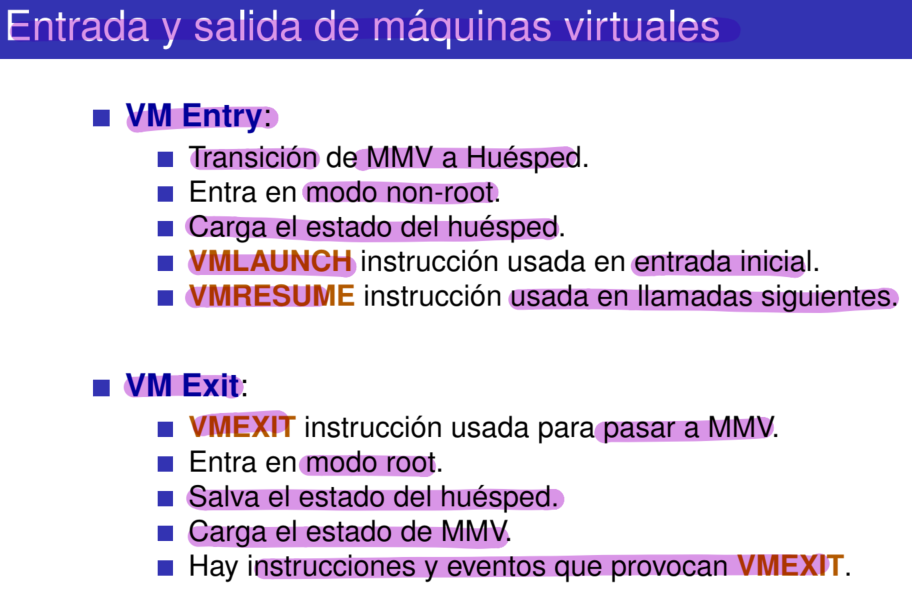 Entrada y salida de máquinas virtuales
VM Entry:
Transición de MMV a Huésped.
Entra en modo non-root.
Carga el estado del huésped.
VMLAUNCH instrucción usada en entrada inicial.
VMRESUME instrucción usada en llamadas siguientes.
VM Exit:
VMEXIT instrucción usada para pasar a MMV.
Entra en modo root.
Salva el estado del huésped.
Carga el estado de MMV.
Hay instrucciones y eventos que provocan VMEXIT.